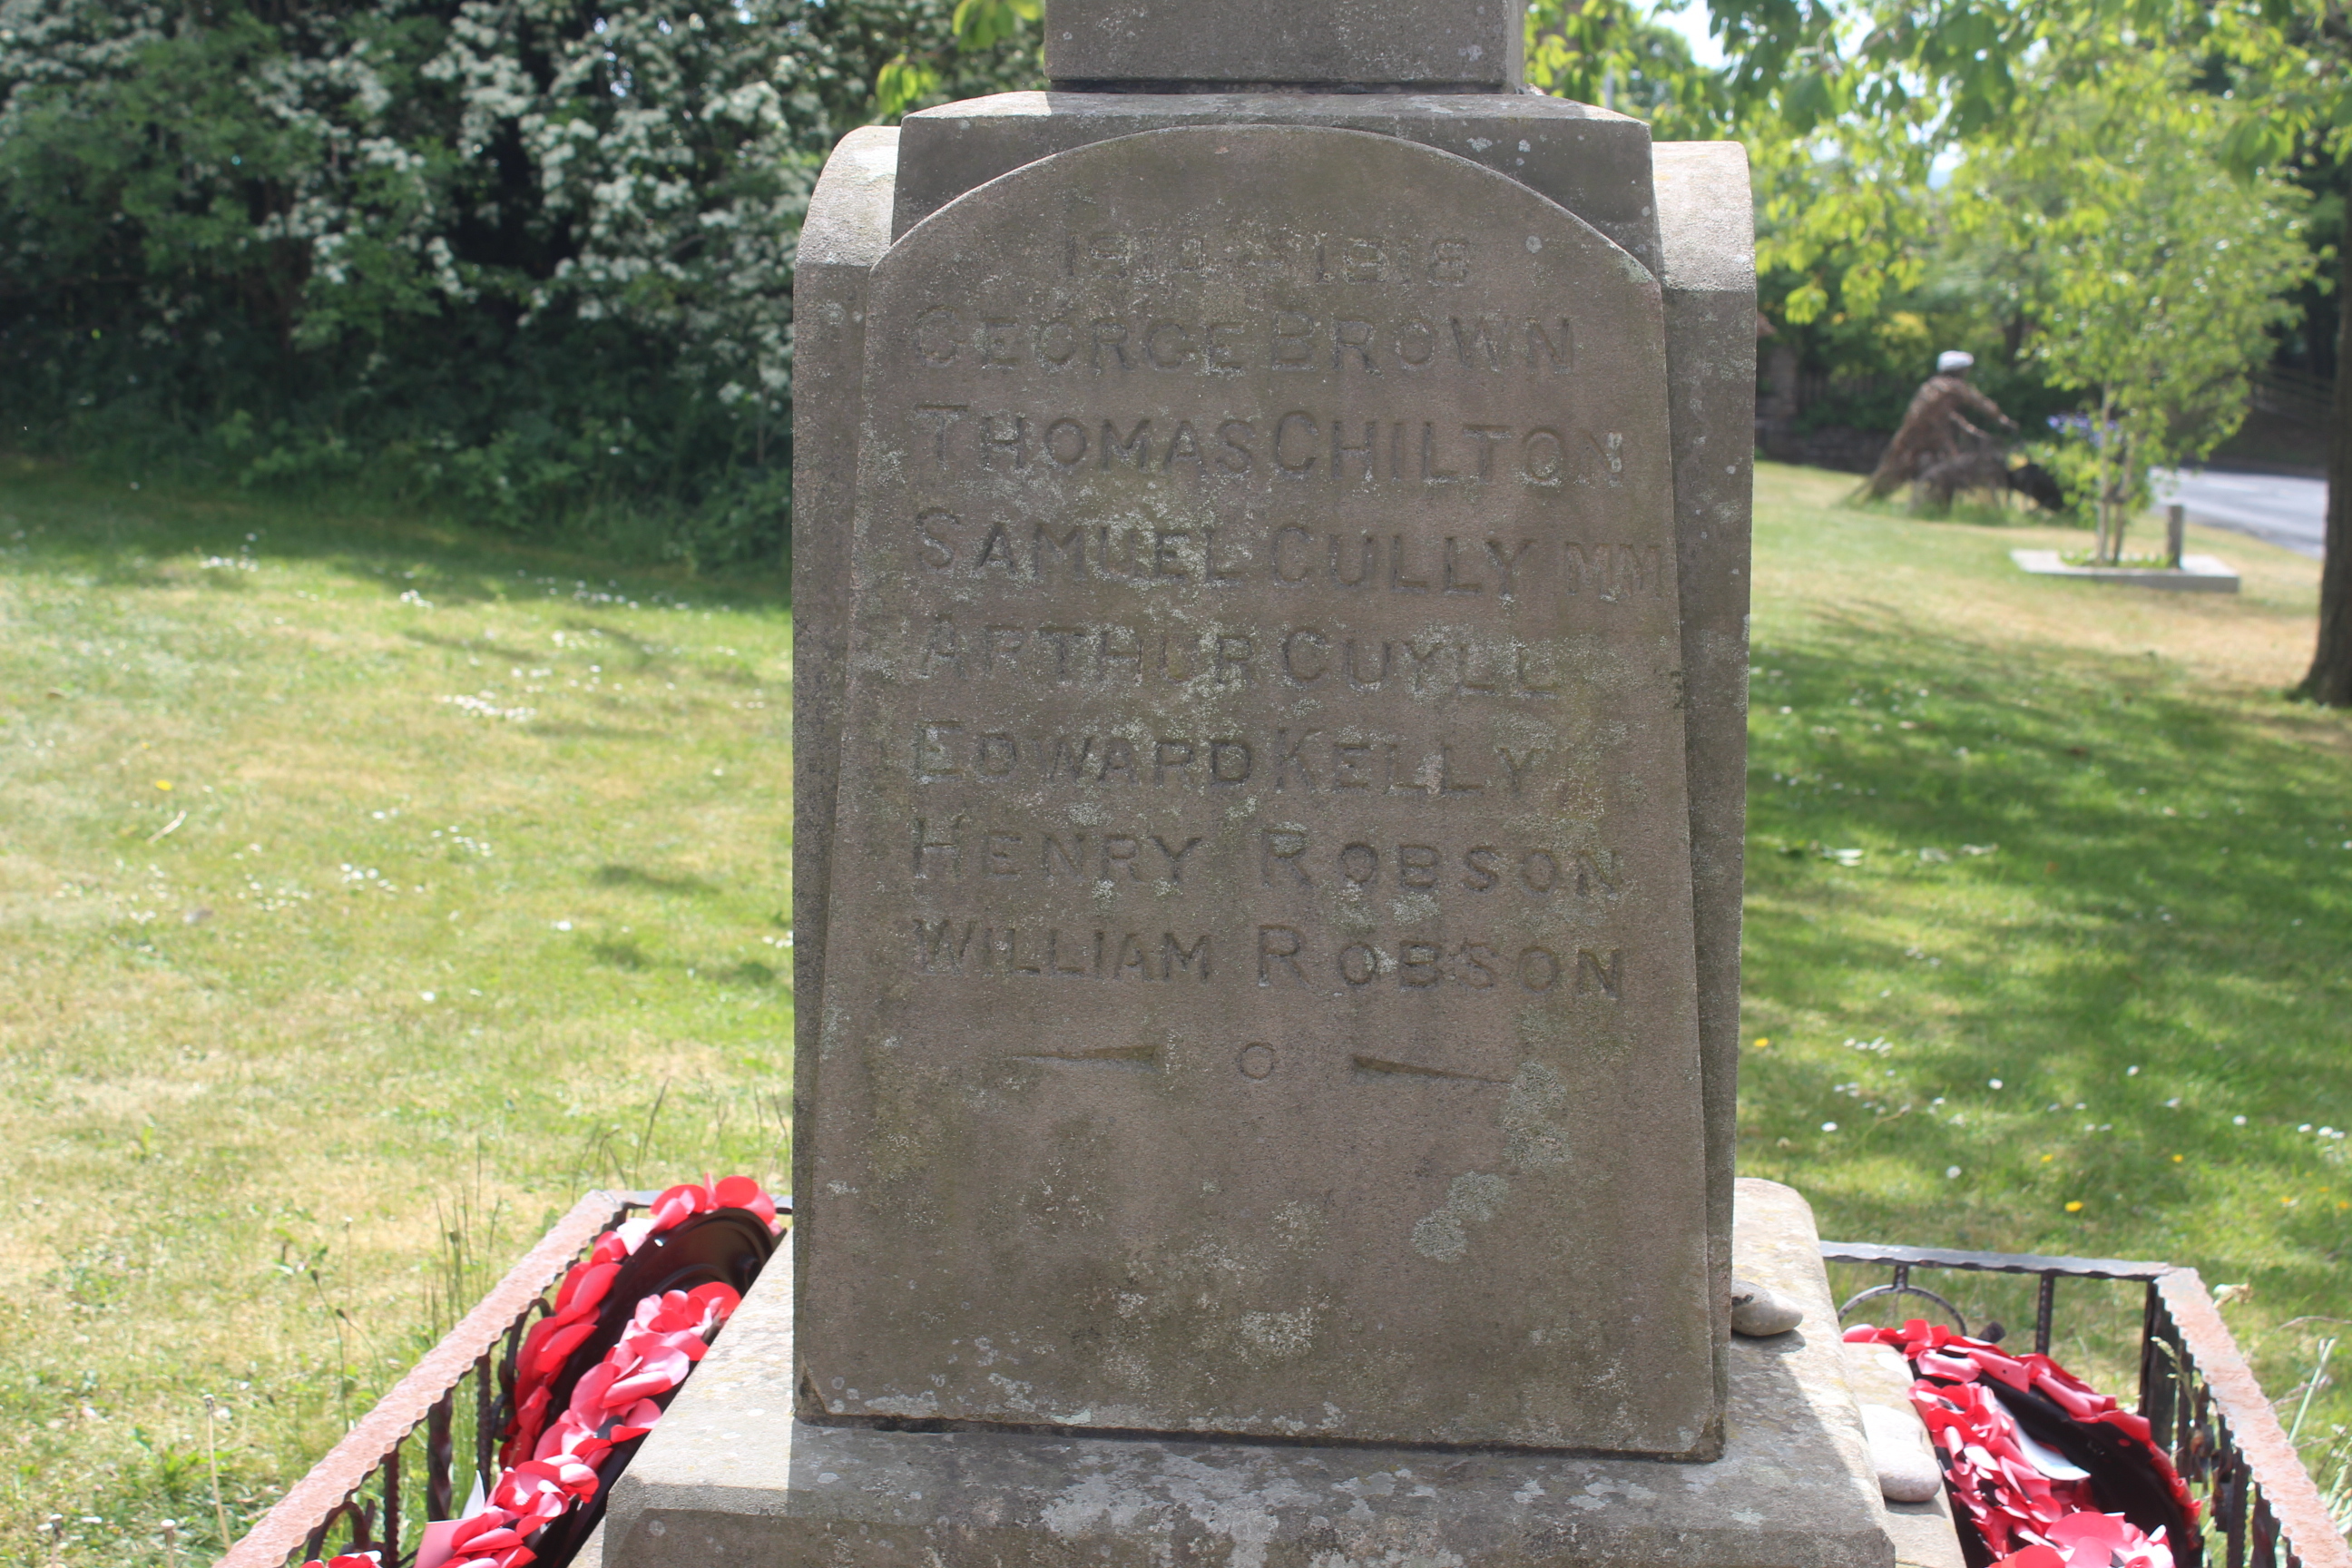 1914 - 1918
GEORGE BROWN
THOMAS CHILTON
SAMUEL CULLY MM
ARTHUR CUYLL
EDWARD KELLY
HENRY ROBSON
WILLIAM ROBSON